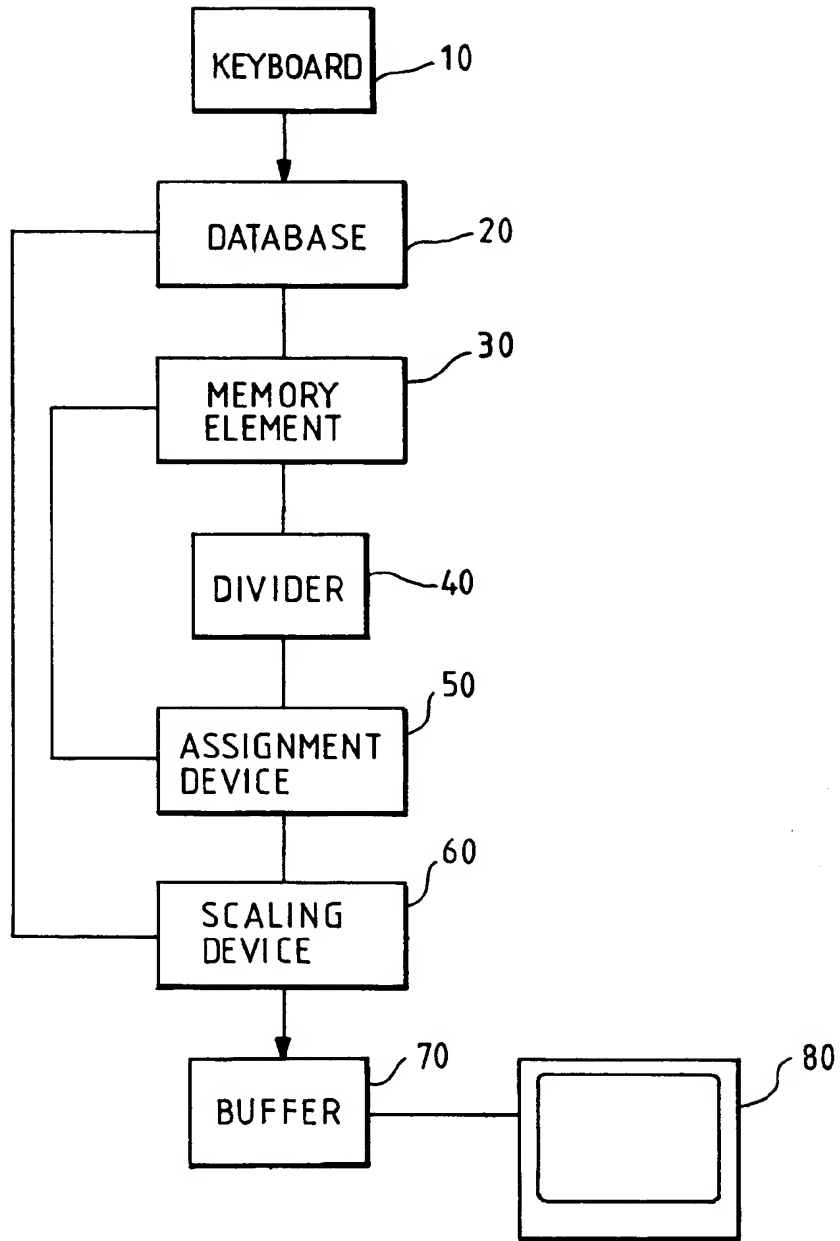 KEYBOARD
10
DATABASE
20
30
MEMORY
ELEMENT
DIVIDER
40
50
ASSIGNMENT
DEVICE
60
SCALING
DEVICE
70
BUFFER
80